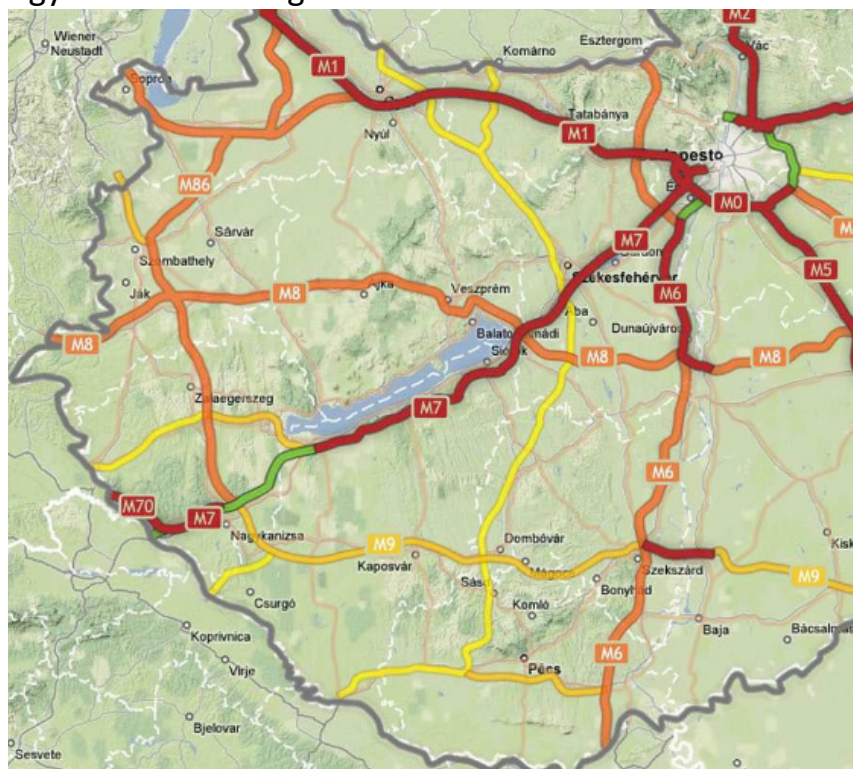 M2
Wiener
Neustadt
Esztergom
Komárno
Vác
M1
Sopron
Tatabánya
Nyúl
M1
M86
M0
M7
Sárvár
Szombathely
Székesfehérvár
M5
Ják
Ajka
Veszprém
M8
M6
Aba
Dunaújváros
M8
M8
M8
Zalaegerszeg
M7
M6
M70
M7
Nagykanizsa
Dombóvár
M9
Kaposvár
Szekszárd
M9
Bonyhád
Komló
Csurgó
Baja
Koprivnica
M6
Virje
Pécs
Bjelovar
Sesvete